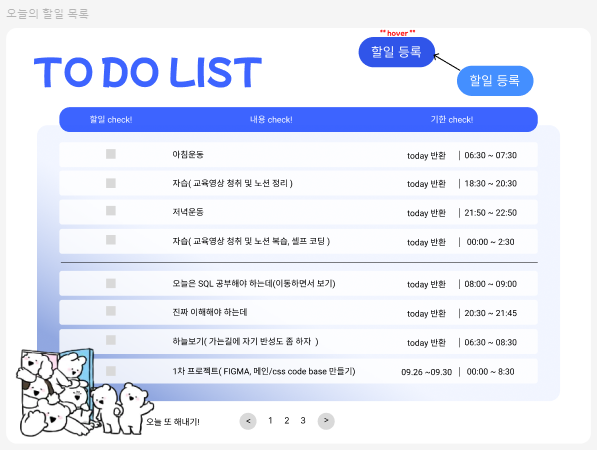 오늘의 할일 목록
** hover **
TO DO LIST
할일 등록
할일 등록
할일 check! 내용 check! 기한 check!
아침운동 today 반환 | 06:30 ~ 07:30
자습( 교육영상 청취 및 노션 정리 ) today 반환 | 18:30 ~ 20:30
저녁운동 today 반환 | 21:50 ~ 22:50
자습( 교육영상 청취 및 노션 복습, 셀프 코딩 ) today 반환 | 00:00 ~ 2:30
오늘은 SQL 공부해야 하는데(이동하면서 보기) today 반환 | 08:00 ~ 09:00
진짜 이해해야 하는데 today 반환 | 20:30 ~ 21:45
하늘보기( 가는길에 자기 반성도 좀 하자 ) today 반환 | 06:30 ~ 08:30
1차 프로젝트( FIGMA, 메인/css code base 만들기) 09.26 ~09.30 | 00:00 ~ 8:30
오늘 또 해내기! < 1 2 3 >